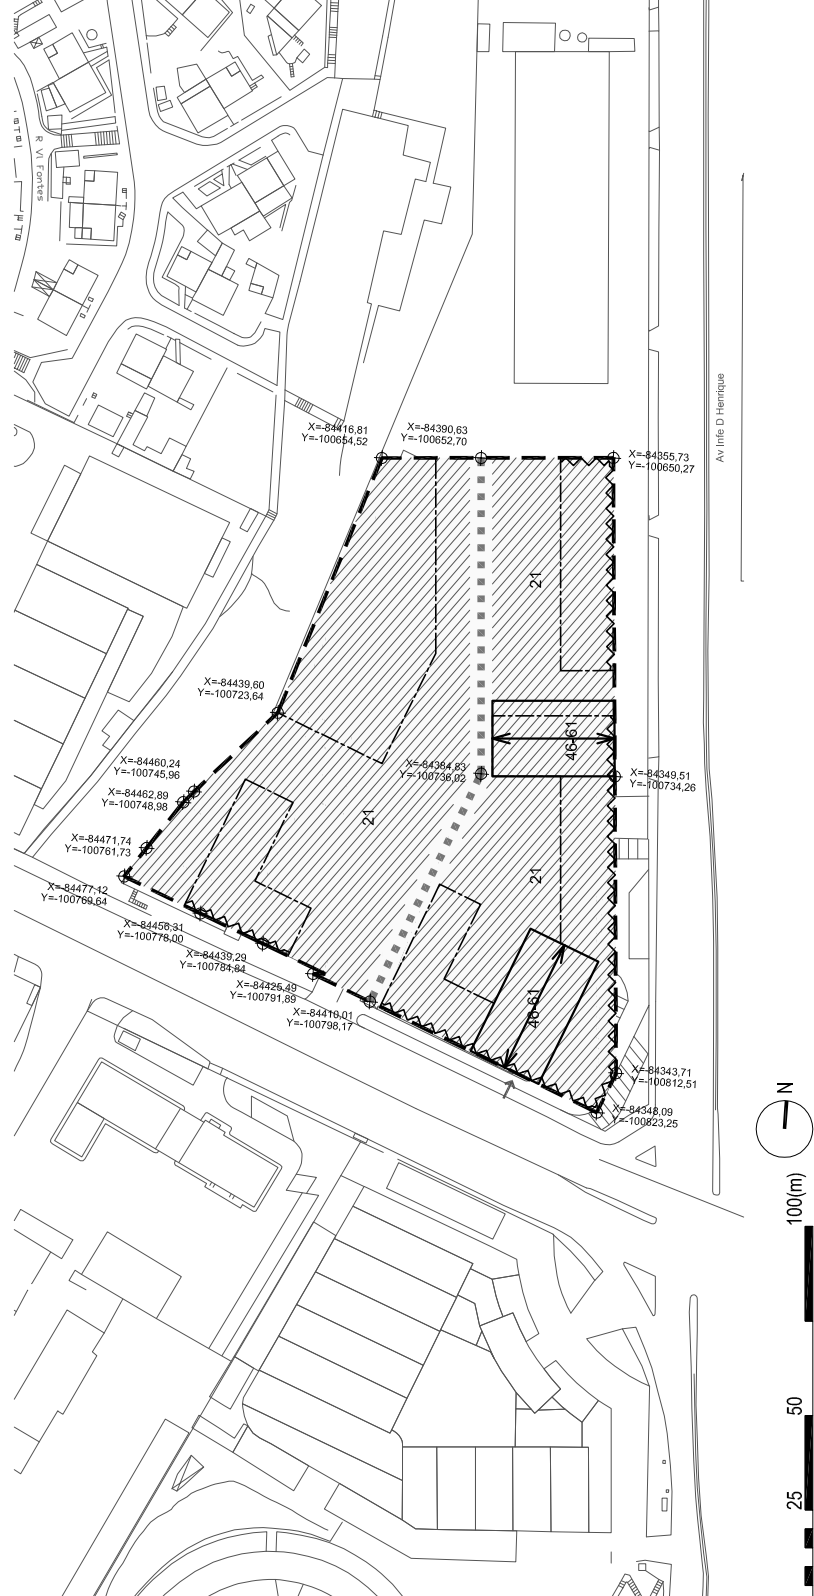 R VI Fontes
X=-84416,81
Y=-100654,52
X=-84390,63
Y=-100652,70
X=-84355,73
Y=-100650,27
Av Infe D Henrique
21
X=-84439,60
Y=-100723,64
46-61
X=-84460,24
Y=-100745,96
X=-84384,83
Y=-100736,02
X=-84349,51
Y=-100734,26
X=-84462,89
Y=-100748,98
21
X=-84471,74
Y=-100761,73
21
X=-84477,12
Y=-100769,64
X=-84456,31
Y=-100778,00
X=-84439,29
Y=-100784,84
X=-84425,49
Y=-100791,89
46-61
X=-84410,01
Y=-100798,17
X=-84343,71
Y=-100812,51
X=-84348,09
Y=-100823,25
N
100(m)
50
25